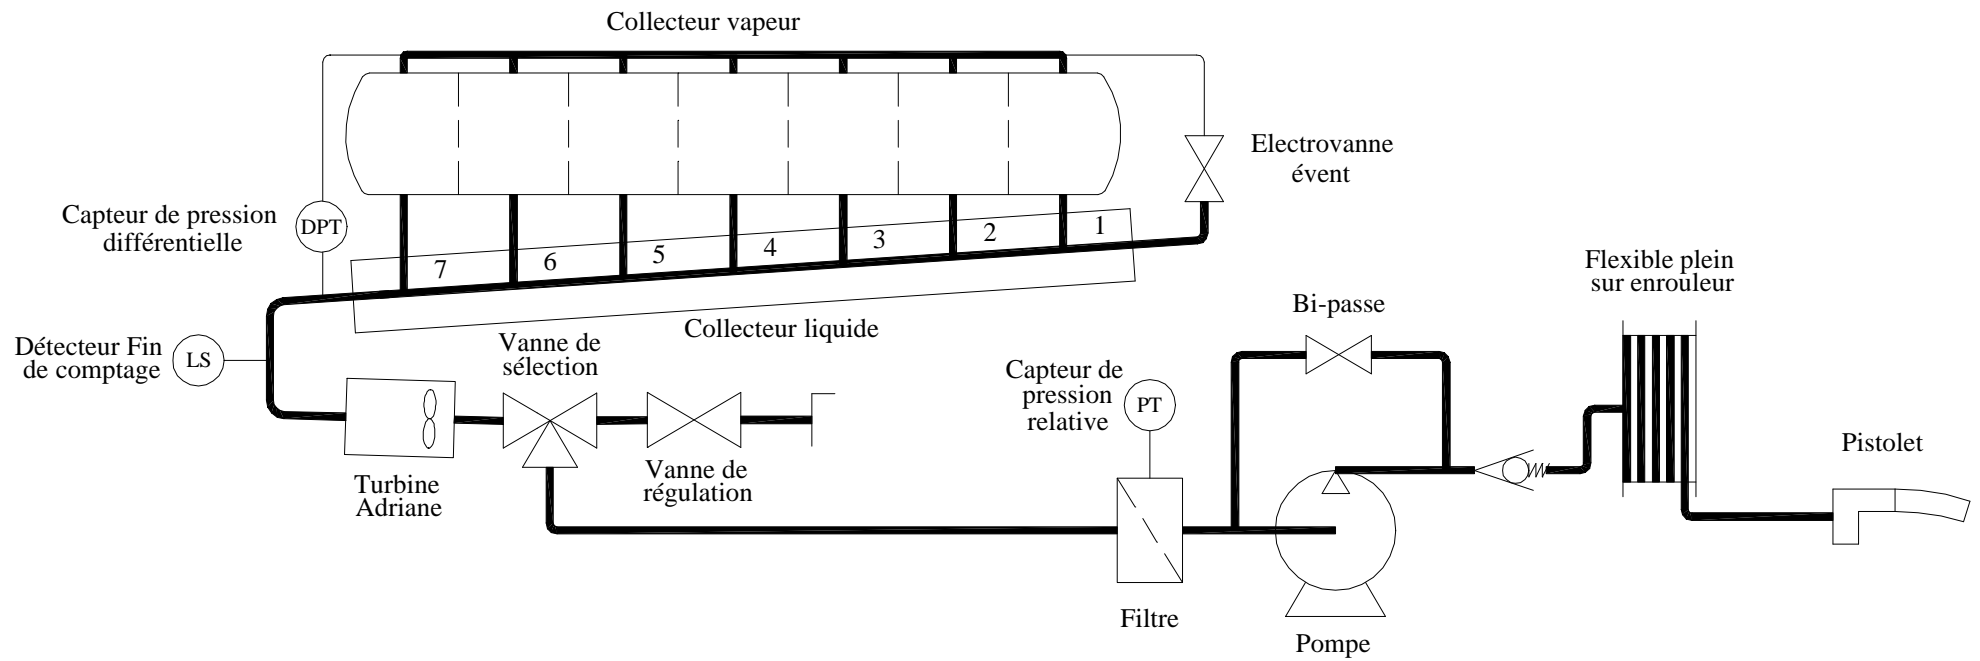 Collecteur vapeur
Electrovanne
évent
Capteur de pression
différentielle
DPT
1
2
3
4
5
6
7
Collecteur liquide
Flexible plein
sur enrouleur
Bi-passe
Détecteur Fin
de comptage
LS
Vanne de
sélection
Capteur de
pression
relative
PT
Pistolet
Vanne de
régulation
Turbine
Adriane
Filtre
Pompe